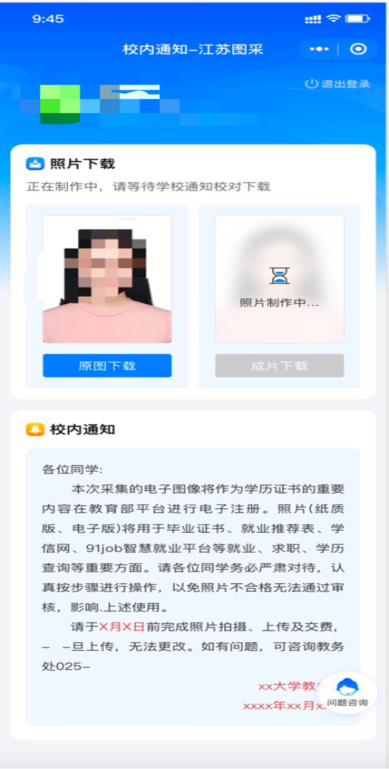 9:45
校内通知-江苏图采
退出登录
照片下载
正在制作中，请等待学校通知校对下载
照片制作中...
原图下载
成片下载
校内通知
各位同学:
本次采集的电子图像将作为学历证书的重要
内容在教育部平台进行电子注册。照片(纸质
版、电子版)将用于毕业证书、就业推荐表、学
信网、91job智慧就业平台等就业、求职、学历
查询等重要方面。请各位同学务必严肃对待，认
真按步骤进行操作，以免照片不合格无法通过审
核，影响.上述使用。
请于X月X日前完成照片拍摄、上传及交费，
- -旦上传，无法更改。如有问题，可咨询教务
处025-
xx大学教
xxxx年xx月x
问题咨询